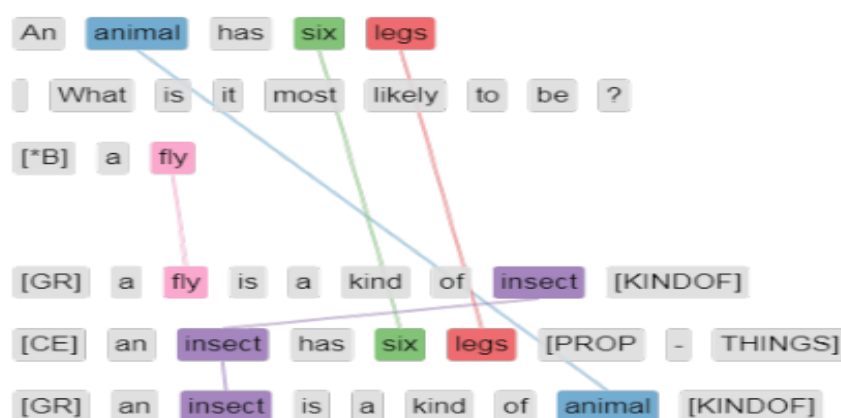 An animal has six legs
What is it most likely to be ?
[*B] a fly
[GR] a fly is a kind of insect [KINDOF]
[CE] an insect has six legs [PROP - THINGS]
[GR] an insect is a kind of animal [KINDOF]